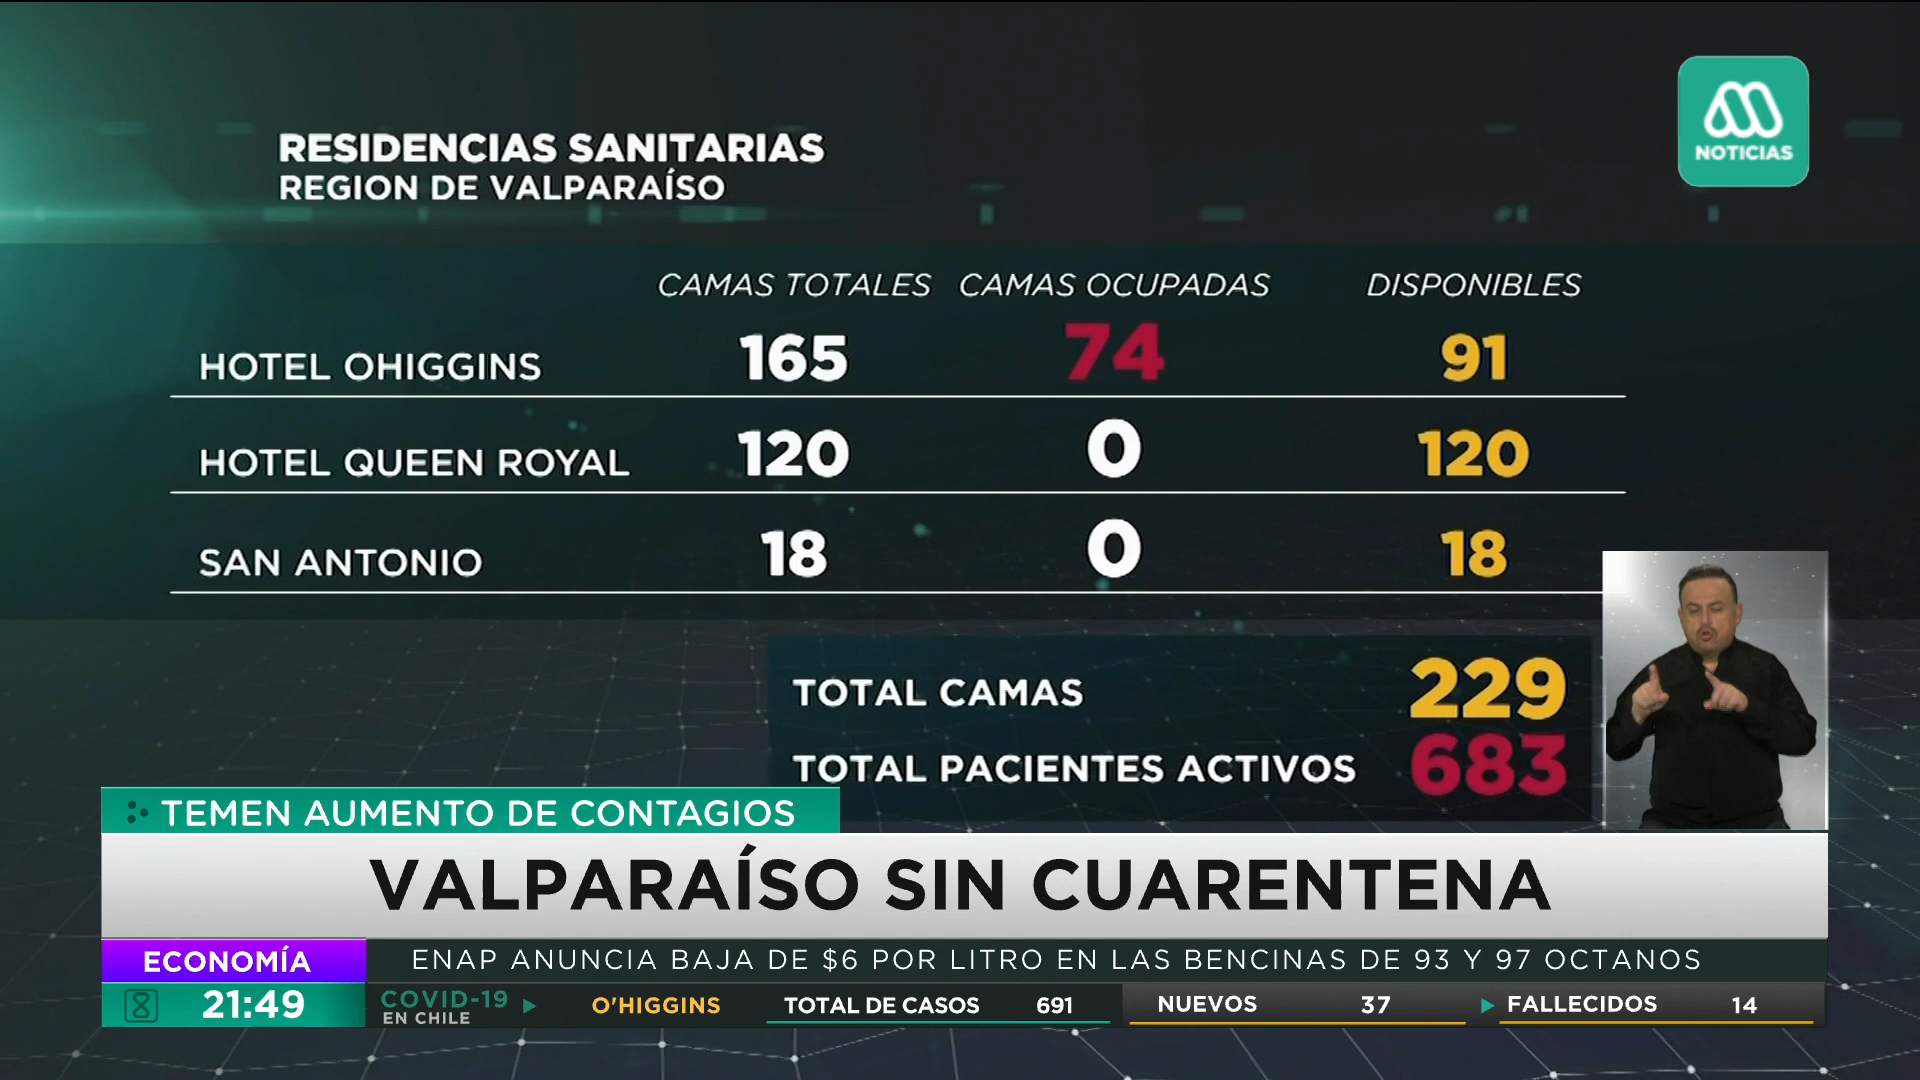 RESIDENCIAS SANITARIAS
REGION DE VALPARAÍSO
NOTICIAS
CAMAS TOTALES CAMAS OCUPADAS DISPONIBLES
HOTEL OHIGGINS 165 74 91
HOTEL QUEEN ROYAL 120 0 120
SAN ANTONIO 18 0 18
TOTAL CAMAS 229
TOTAL PACIENTES ACTIVOS 683
TEMEN AUMENTO DE CONTAGIOS
VALPARAÍSO SIN CUARENTENA
ECONOMÍA ENAP ANUNCIA BAJA DE $6 POR LITRO EN LAS BENCINAS DE 93 Y 97 OCTANOS
21:49 COVID-19 EN CHILE O'HIGGINS TOTAL DE CASOS 691 NUEVOS 37 FALLECIDOS 14